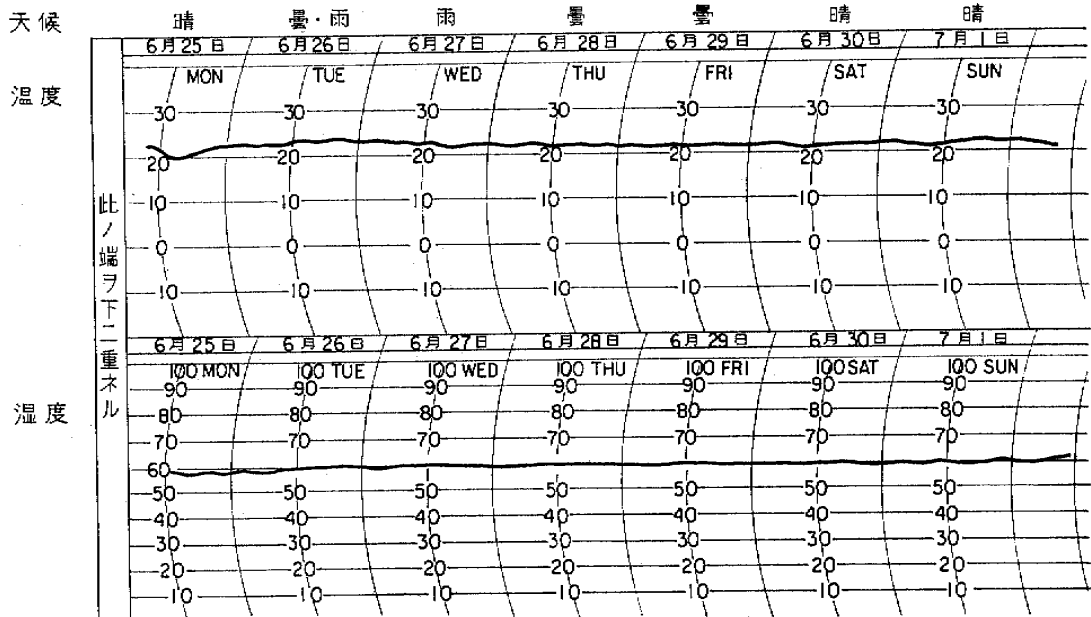 天候 晴 曇・雨 雨 曇 曇 晴 晴
6月25日 6月26日 6月27日 6月28日 6月29日 6月30日 7月1日
MON TUE WED THU FRI SAT SUN
温度
30 30 30 30 30 30 30
20 20 20 20 20 20 20
10 10 10 10 10 10 10
0 0 0 0 0 0 0
10 10 10 10 10 10 10
此ノ端ヲ下ニ重ネル
6月25日 6月26日 6月27日 6月28日 6月29日 6月30日 7月1日
100 MON 100 TUE 100 WED 100 THU 100 FRI 100 SAT 100 SUN
90 90 90 90 90 90 90
湿度
80 80 80 80 80 80 80
70 70 70 70 70 70 70
60
50 50 50 50 50 50 50
40 40 40 40 40 40 40
30 30 30 30 30 30 30
20 20 20 20 20 20 20
10 10 10 10 10 10 10